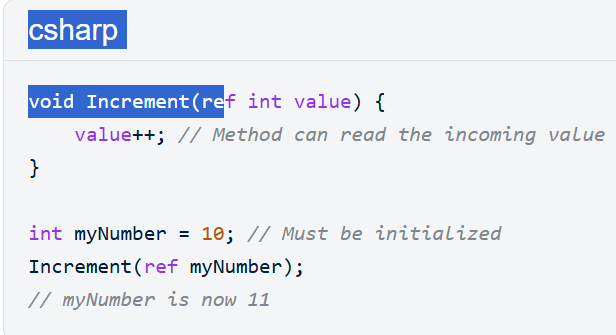 csharp
void Increment(ref int value) {
    value++; // Method can read the incoming value
}
int myNumber = 10; // Must be initialized
Increment(ref myNumber);
// myNumber is now 11